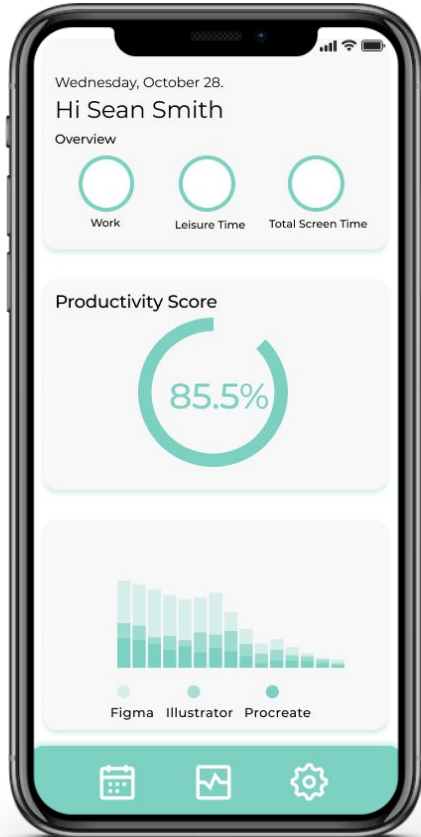 Wednesday, October 28.
Hi Sean Smith
Overview
Work Leisure Time Total Screen Time
Productivity Score
85.5%
Figma Illustrator Procreate